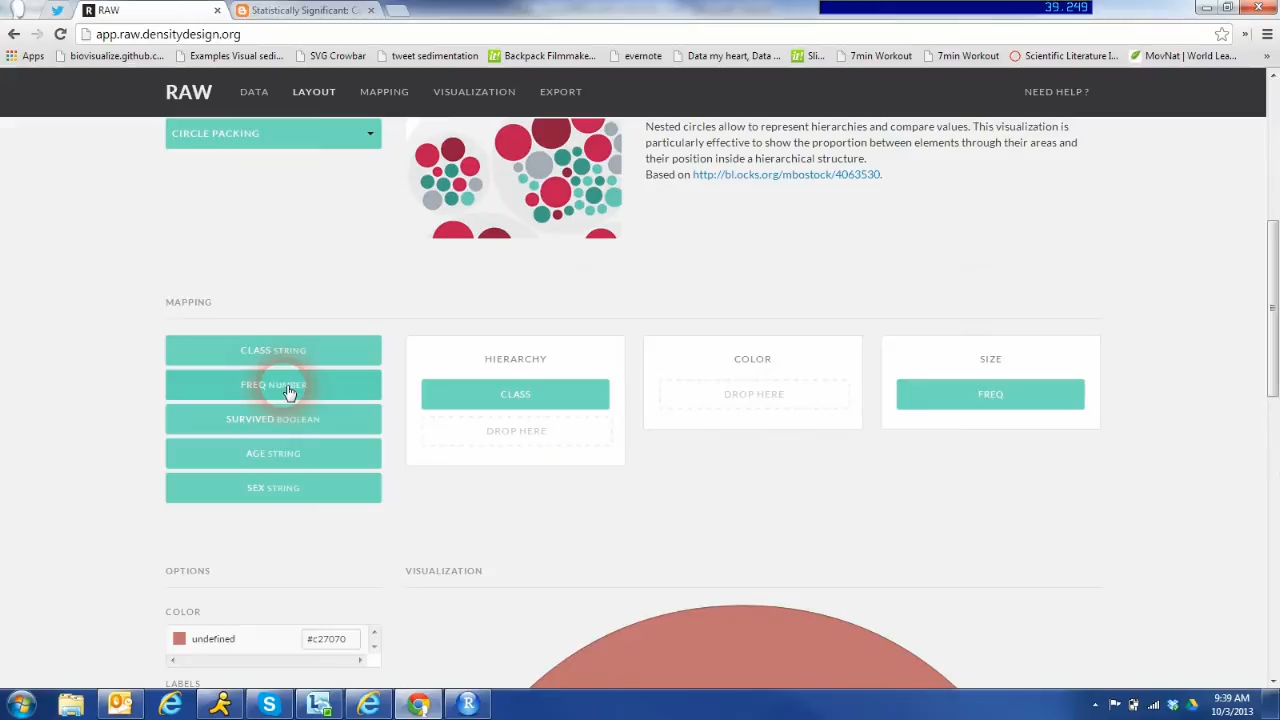 39.249
RAW
Statistically Significant: C
app.raw.densitydesign.org
Apps
biovisualize.github.c...
Examples Visual sedi...
SVG Crowbar
tweet sedimentation
Backpack Filmmake...
evernote
Data my heart, Data ...
Sli...
7min Workout
7min Workout
Scientific Literature I...
MovNat | World Lea...
RAW DATA LAYOUT MAPPING VISUALIZATION EXPORT NEED HELP ?
CIRCLE PACKING
Nested circles allow to represent hierarchies and compare values. This visualization is
particularly effective to show the proportion between elements through their areas and
their position inside a hierarchical structure.
Based on http://bl.ocks.org/mbostock/4063530.
MAPPING
CLASS STRING
FREQ NUMBER
SURVIVED BOOLEAN
AGE STRING
SEX STRING
HIERARCHY
CLASS
DROP HERE
COLOR
DROP HERE
SIZE
FREQ
OPTIONS
COLOR
undefined #c27070
LABELS
VISUALIZATION
9:39 AM
10/3/2013